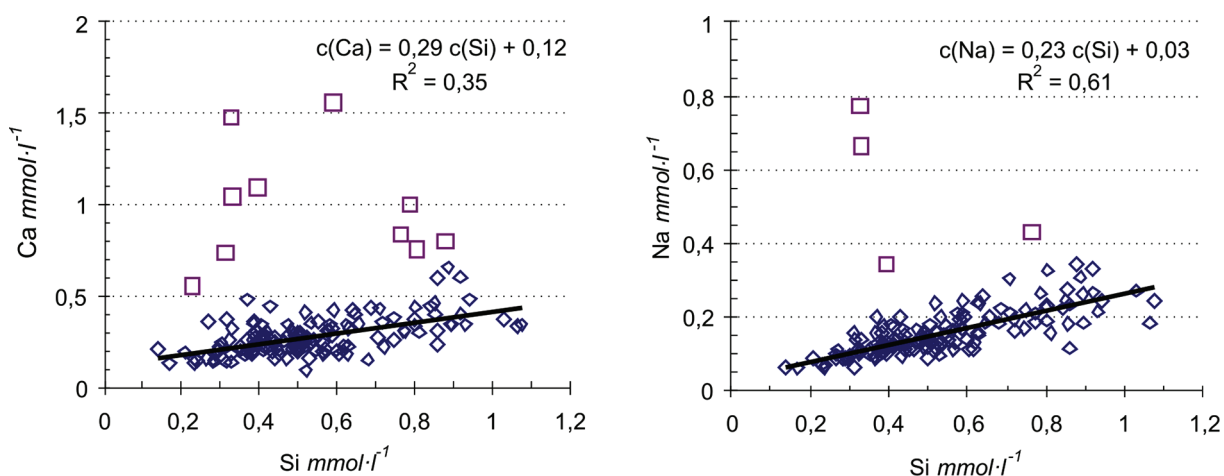 c(Ca) = 0,29 c(Si) + 0,12
R² = 0,35
Ca mmol·l⁻¹
2
1,5
1
0,5
0
0 0,2 0,4 0,6 0,8 1 1,2
Si mmol·l⁻¹
c(Na) = 0,23 c(Si) + 0,03
R² = 0,61
Na mmol·l⁻¹
1
0,8
0,6
0,4
0,2
0
0 0,2 0,4 0,6 0,8 1 1,2
Si mmol·l⁻¹